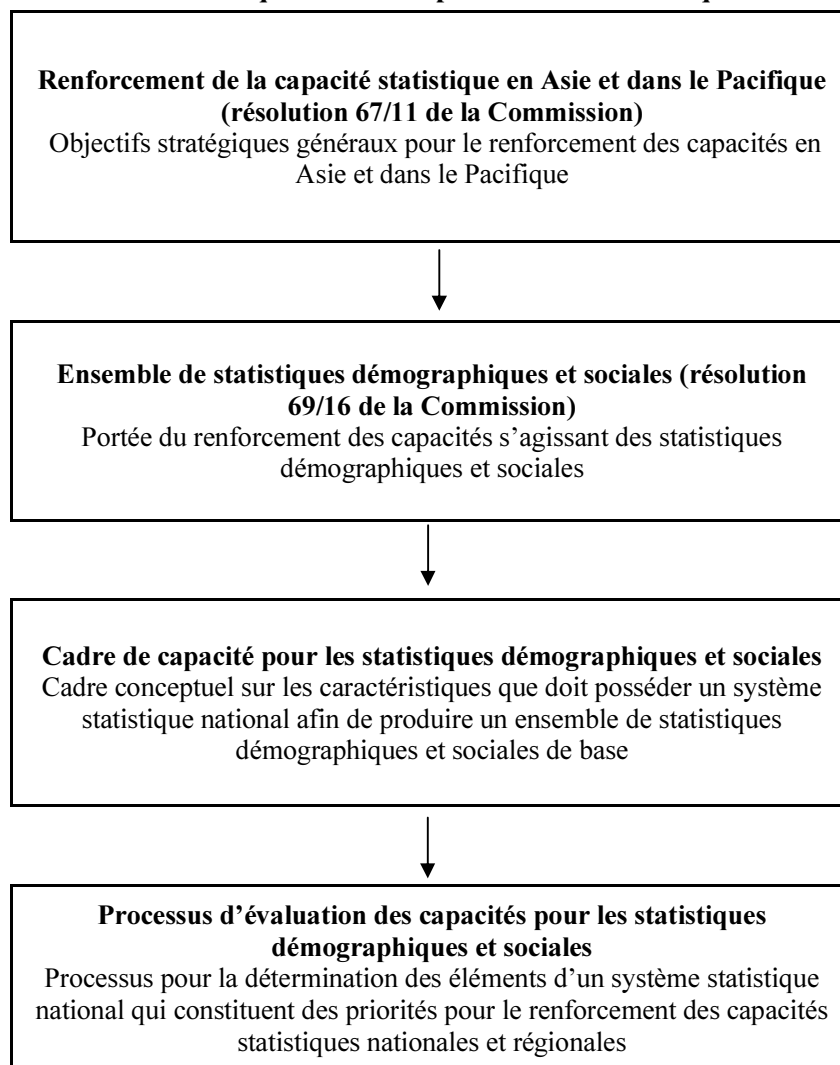 Renforcement de la capacité statistique en Asie et dans le Pacifique
(résolution 67/11 de la Commission)
Objectifs stratégiques généraux pour le renforcement des capacités en
Asie et dans le Pacifique
Ensemble de statistiques démographiques et sociales (résolution
69/16 de la Commission)
Portée du renforcement des capacités s’agissant des statistiques
démographiques et sociales
Cadre de capacité pour les statistiques démographiques et sociales
Cadre conceptuel sur les caractéristiques que doit posséder un système
statistique national afin de produire un ensemble de statistiques
démographiques et sociales de base
Processus d’évaluation des capacités pour les statistiques
démographiques et sociales
Processus pour la détermination des éléments d’un système statistique
national qui constituent des priorités pour le renforcement des capacités
statistiques nationales et régionales